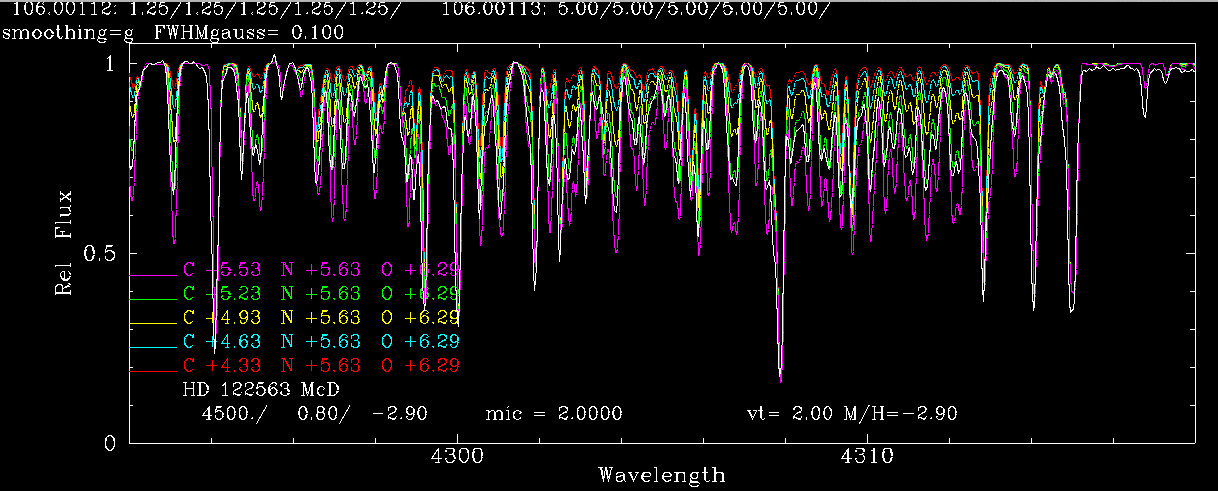 106.00112: 1.25/1.25/1.25/1.25/1.25/ 106.00113: 5.00/5.00/5.00/5.00/5.00/
smoothing=g FWHMgauss= 0.100
1
0.5
0
Rel Flux
C +5.53 N +5.63 O +6.29
C +5.23 N +5.63 O +6.29
C +4.93 N +5.63 O +6.29
C +4.63 N +5.63 O +6.29
C +4.33 N +5.63 O +6.29
HD 122563 McD
4500./ 0.80/ -2.90 mic = 2.0000 vt= 2.00 M/H=-2.90
4300 4310
Wavelength